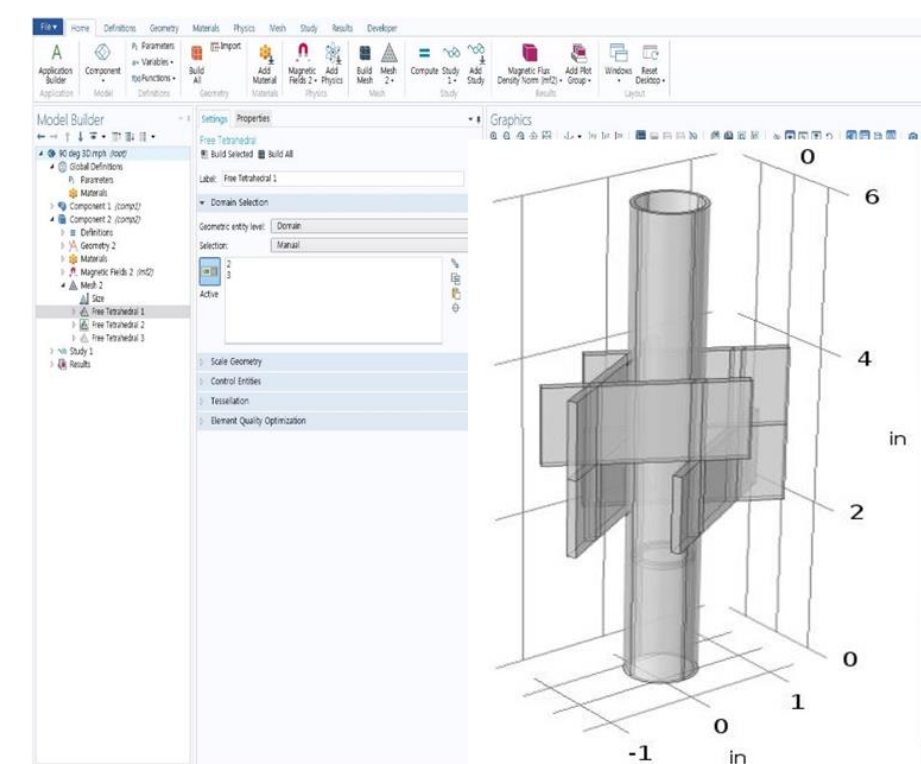 File Home Definitions Geometry Materials Physics Mesh Study Results Developer
Application Builder
Component
Pi Parameters
a= Variables
f(x) Functions
Build All
Import
Add Material
Magnetic Fields 2
Add Physics
Build Mesh
Mesh 2
Compute
Study 1
Add Study
Magnetic Flux Density Norm (mf2)
Add Plot Group
Windows
Reset Desktop
Application Model Definitions Geometry Materials Physics Mesh Study Results Layout
Model Builder
90 deg 3D.mph (root)
Global Definitions
Pi Parameters
Materials
Component 1 (comp1)
Component 2 (comp2)
Definitions
Geometry 2
Materials
Magnetic Fields 2 (mf2)
Mesh 2
Size
Free Tetrahedral 1
Free Tetrahedral 2
Free Tetrahedral 3
Study 1
Results
Settings Properties
Free Tetrahedral
Build Selected Build All
Label: Free Tetrahedral 1
Domain Selection
Geometric entity level: Domain
Selection: Manual
2
3
Active
Scale Geometry
Control Entities
Tessellation
Element Quality Optimization
Graphics
0
6
4
in
2
0
1
0
-1
in